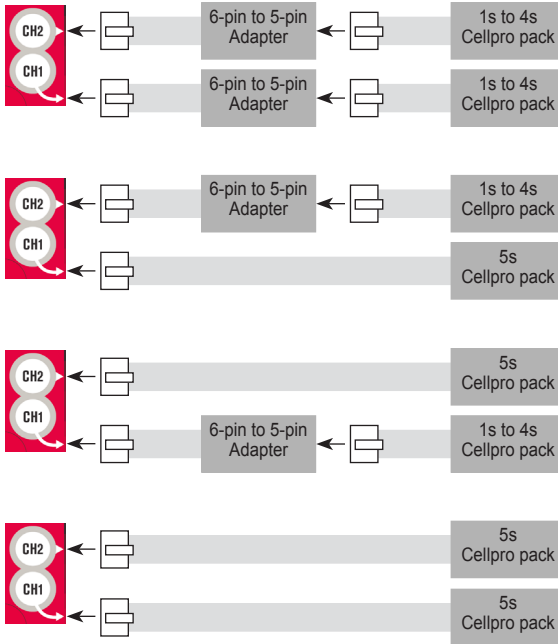 CH2
6-pin to 5-pin
Adapter
1s to 4s
Cellpro pack
CH1
6-pin to 5-pin
Adapter
1s to 4s
Cellpro pack
CH2
6-pin to 5-pin
Adapter
1s to 4s
Cellpro pack
CH1
5s
Cellpro pack
CH2
5s
Cellpro pack
CH1
6-pin to 5-pin
Adapter
1s to 4s
Cellpro pack
CH2
5s
Cellpro pack
CH1
5s
Cellpro pack